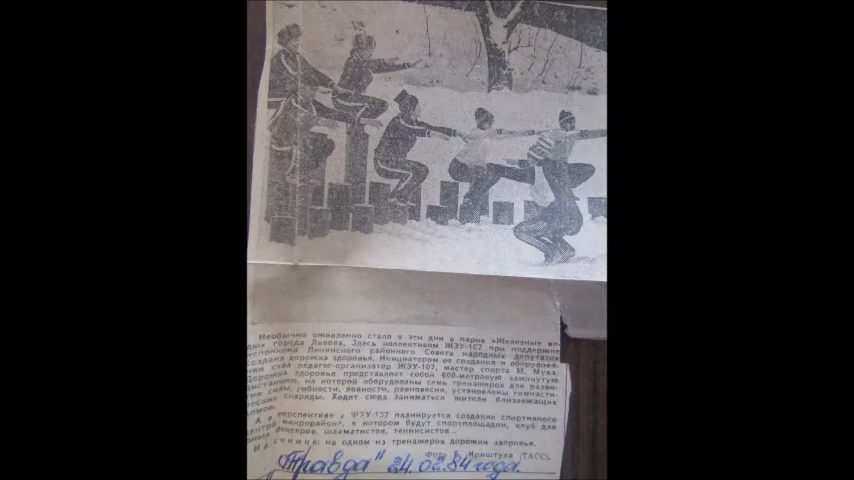 Необычно оживленно стало в эти дни в парке «Железные во-
ды» города Львова. Здесь коллективом ЖЭУ-107 при поддержке
исполкома Ленинского районного Совета народных депутатов
создана дорожка здоровья. Инициатором ее создания и оборудова-
ния стал педагог-организатор ЖЭУ-107, мастер спорта М. Муха.
Дорожка здоровья представляет собой 600-метровую замкнутую
дистанцию, на которой оборудованы семь тренажеров для разви-
тия силы, гибкости, ловкости, равновесия, установлены гимнасти-
ческие снаряды. Ходят сюда заниматься жители близлежащих
домов.
А в перспективе у ЖЭУ-107 планируется создание спортивного
центра микрорайона, в котором будут спортплощадки, клуб для
юных боксеров, шахматистов, теннисистов...
На снимке: на одном из тренажеров дорожки здоровья.
Фото Криштула (ТАСС).
"Правда" 24.02.84 года.